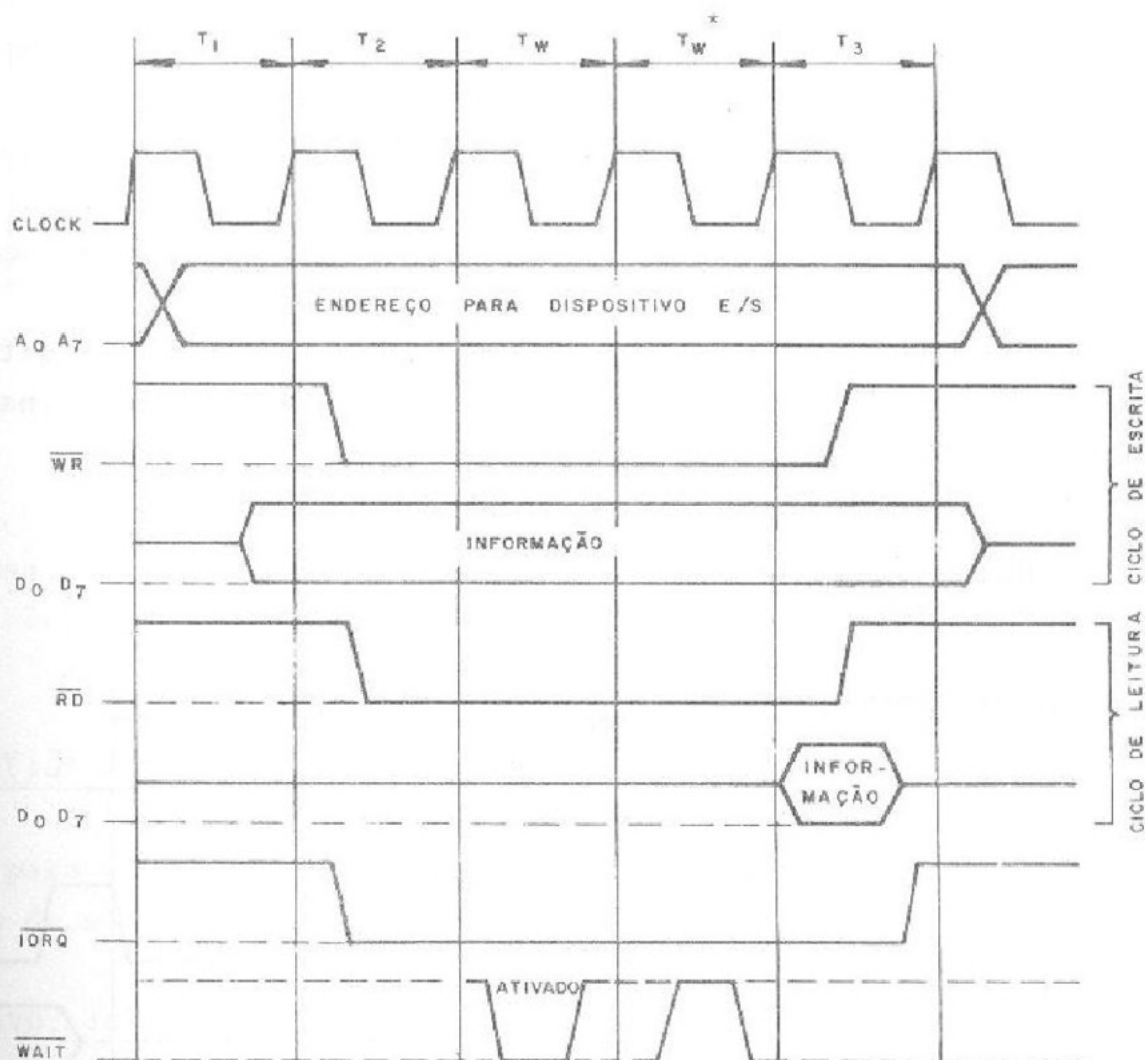 T1 T2 TW TW* T3
CLOCK
ENDEREÇO PARA DISPOSITIVO E/S
A0 A7
WR
INFORMAÇÃO
D0 D7
CICLO DE ESCRITA
RD
INFOR-
MAÇÃO
D0 D7
CICLO DE LEITURA
IORQ
ATIVADO
WAIT